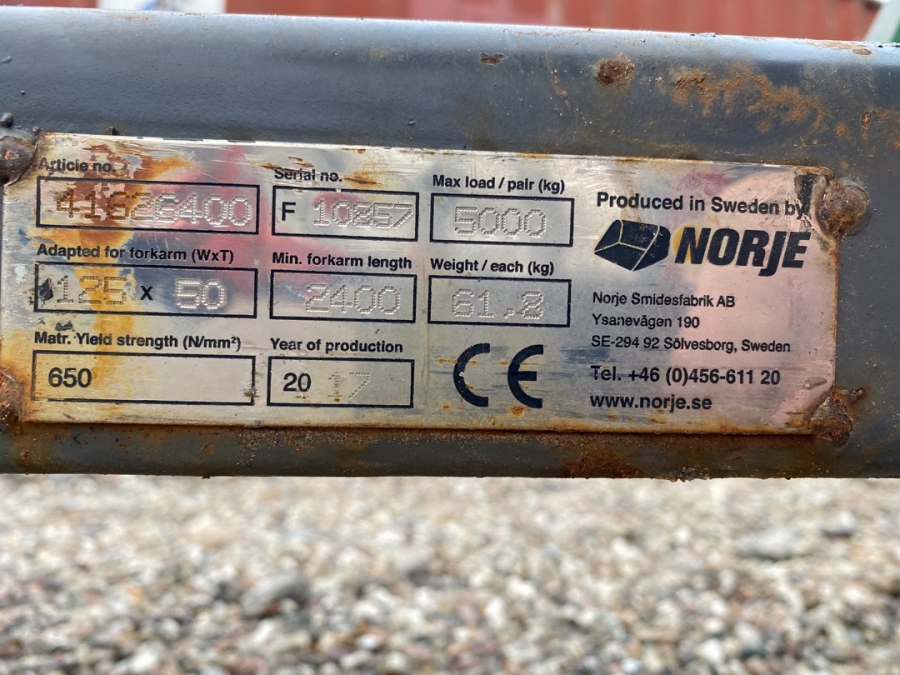 Article no.
41626400
Serial no.
F 10857
Max load / pair (kg)
5000
Adapted for forkarm (WxT)
125 x 50
Min. forkarm length
2400
Weight / each (kg)
61.8
Matr. Yield strength (N/mm²)
650
Year of production
20 17
CE
Produced in Sweden by
NORJE
Norje Smidesfabrik AB
Ysanevägen 190
SE-294 92 Sölvesborg, Sweden
Tel. +46 (0)456-611 20
www.norje.se